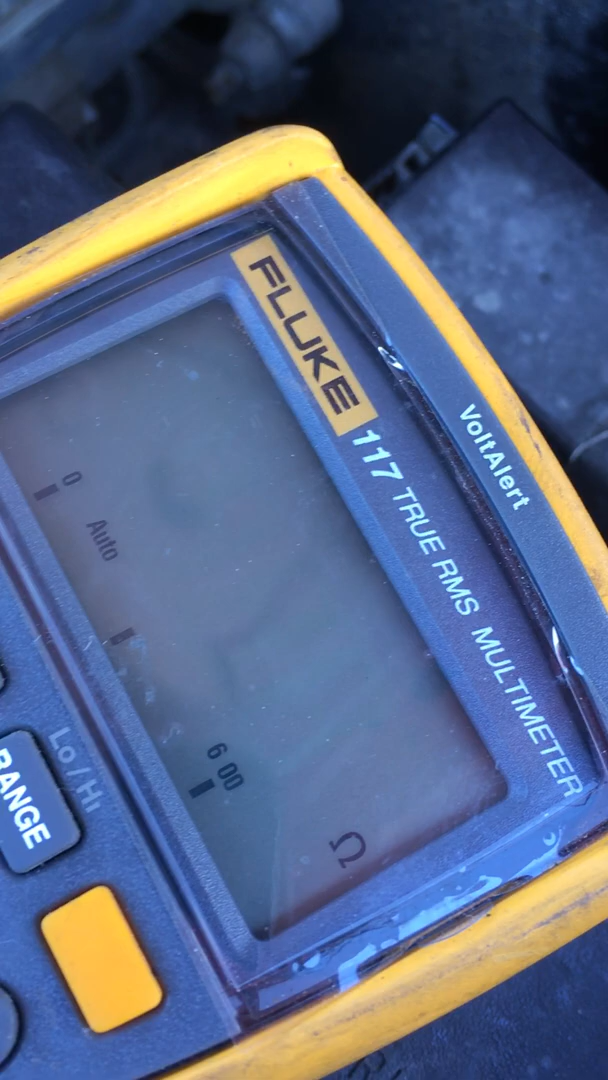 FLUKE
117 TRUE RMS MULTIMETER
VoltAlert
Ω
0
600
Auto
Lo / Hi
RANGE